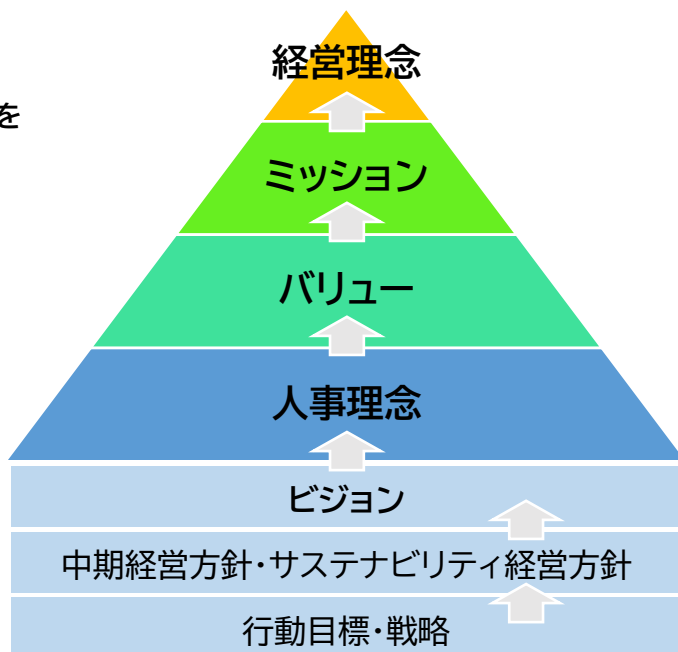 経営理念
を
ミッション
バリュー
人事理念
ビジョン
中期経営方針・サステナビリティ経営方針
行動目標・戦略